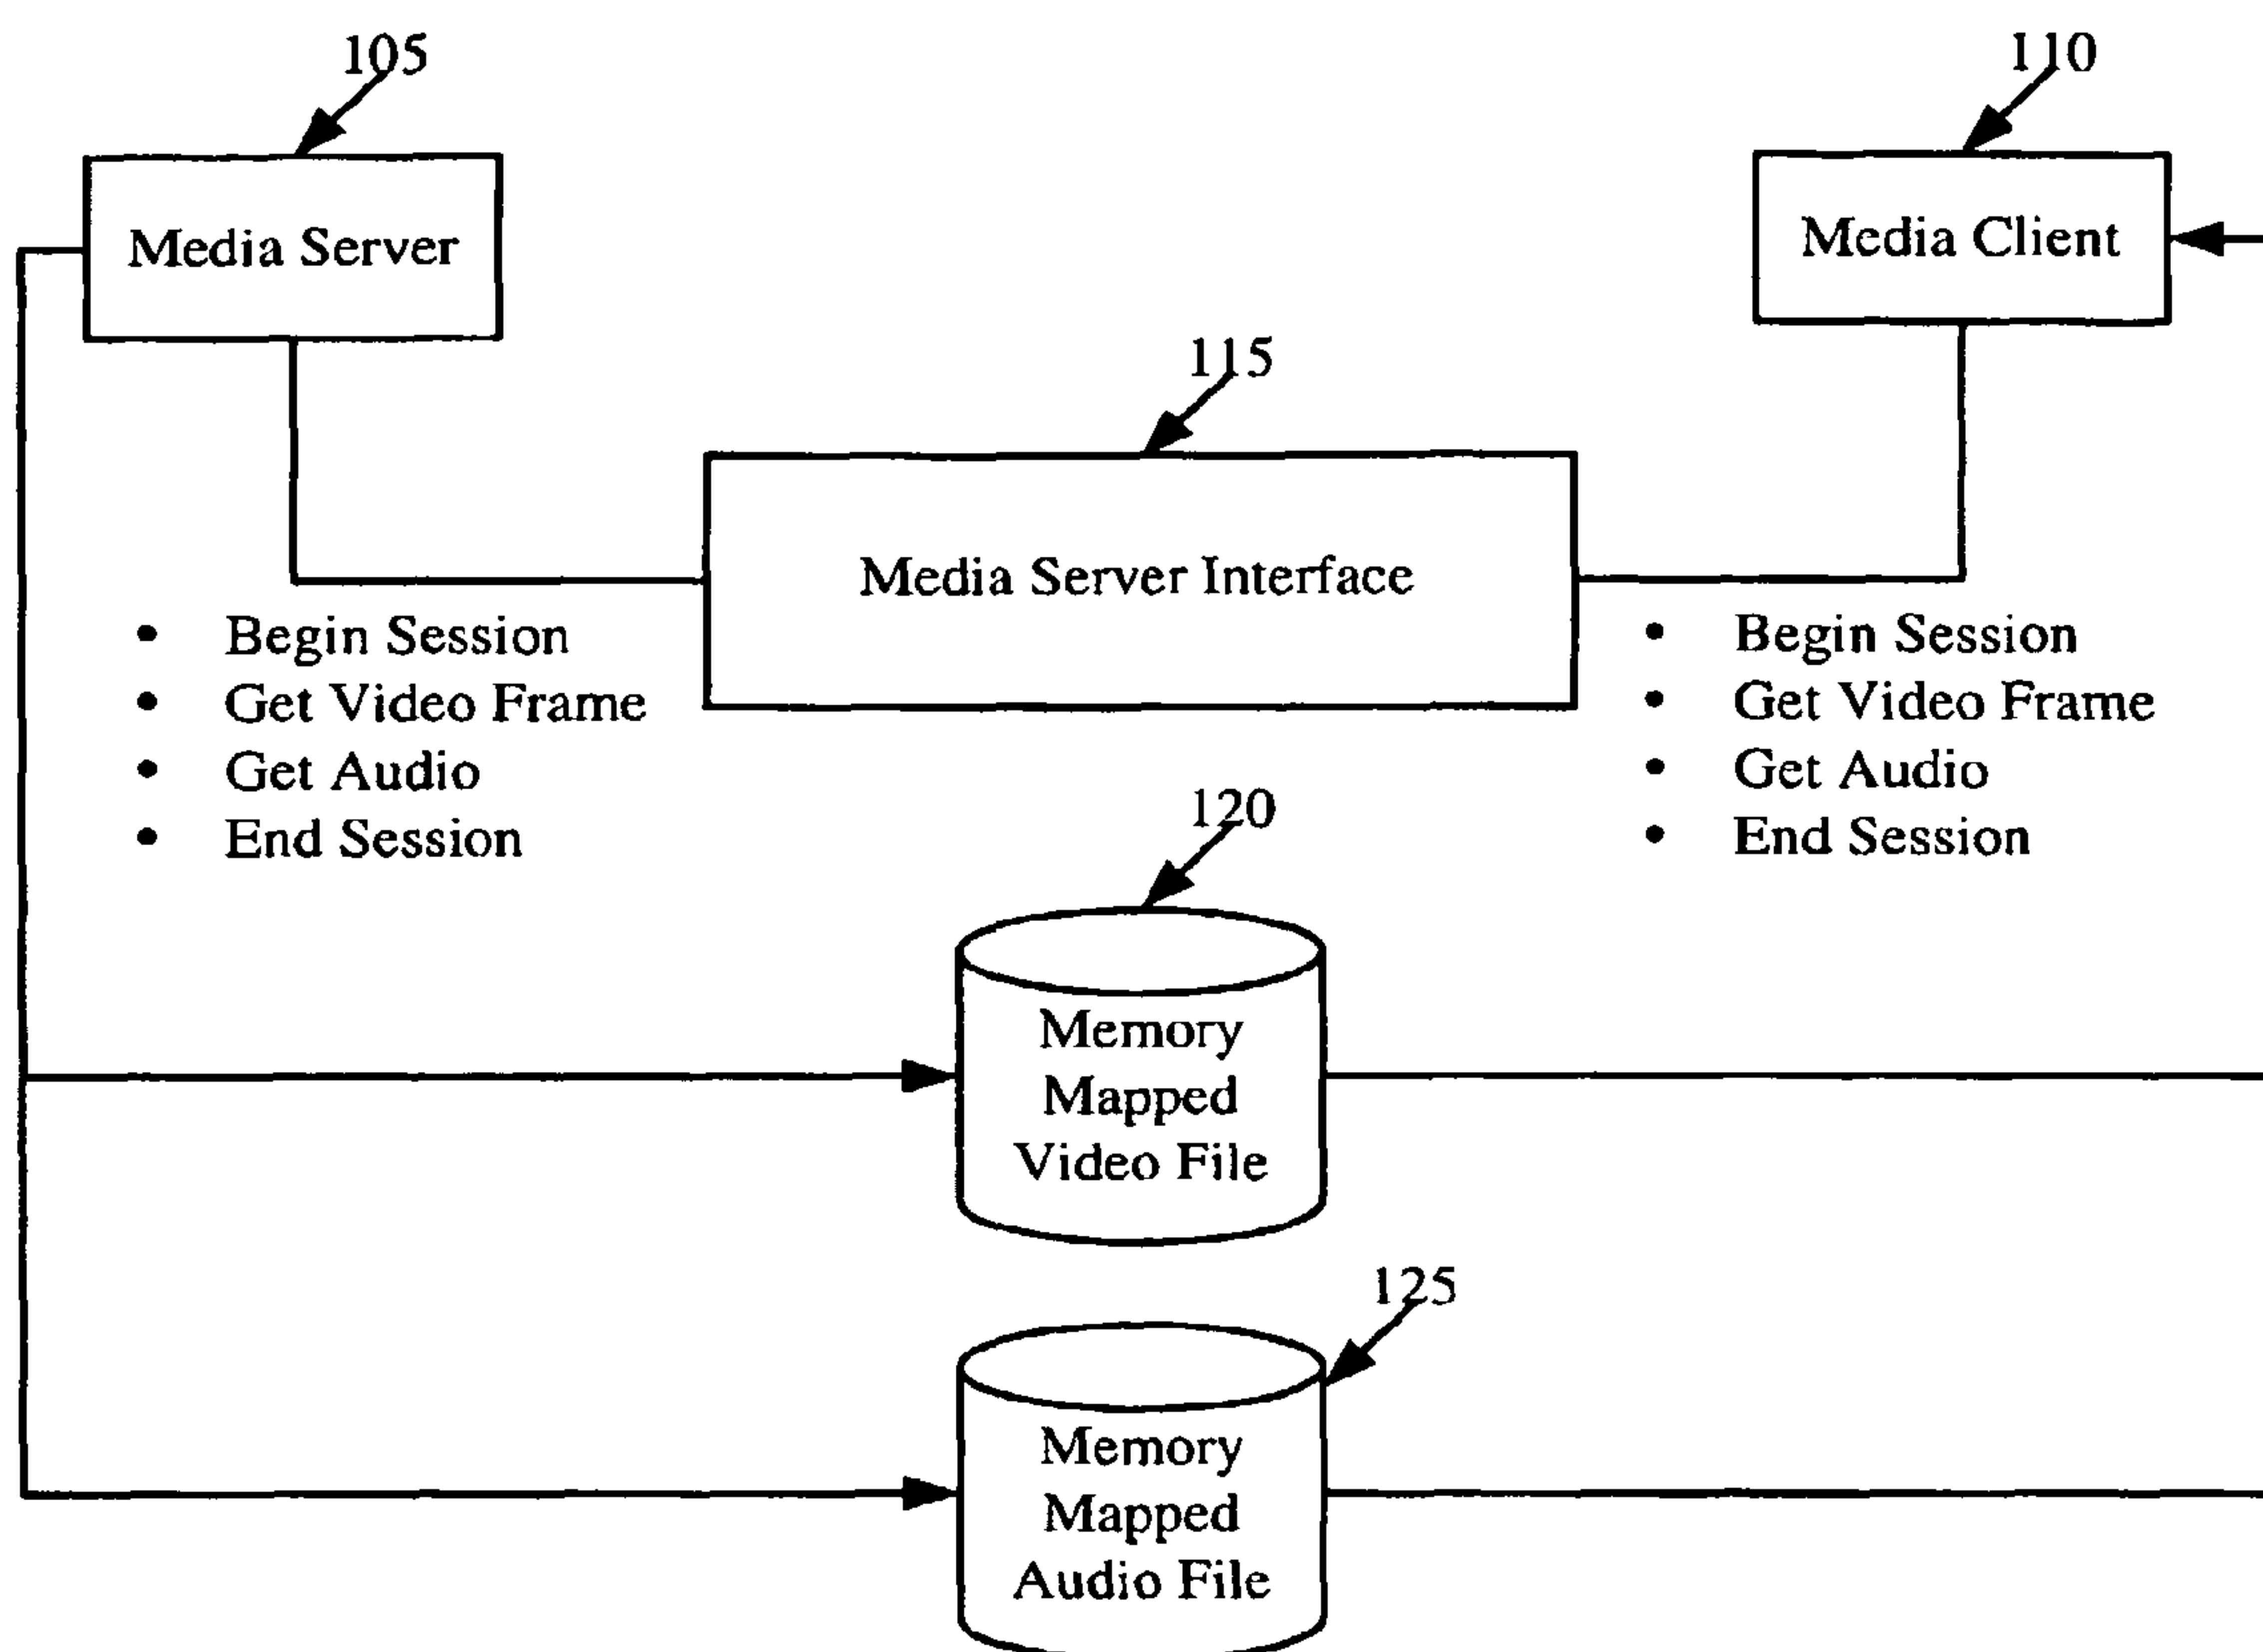 105
110
Media Server
Media Client
115
Media Server Interface
• Begin Session
• Get Video Frame
• Get Audio
• End Session
• Begin Session
• Get Video Frame
• Get Audio
• End Session
120
Memory
Mapped
Video File
125
Memory
Mapped
Audio File